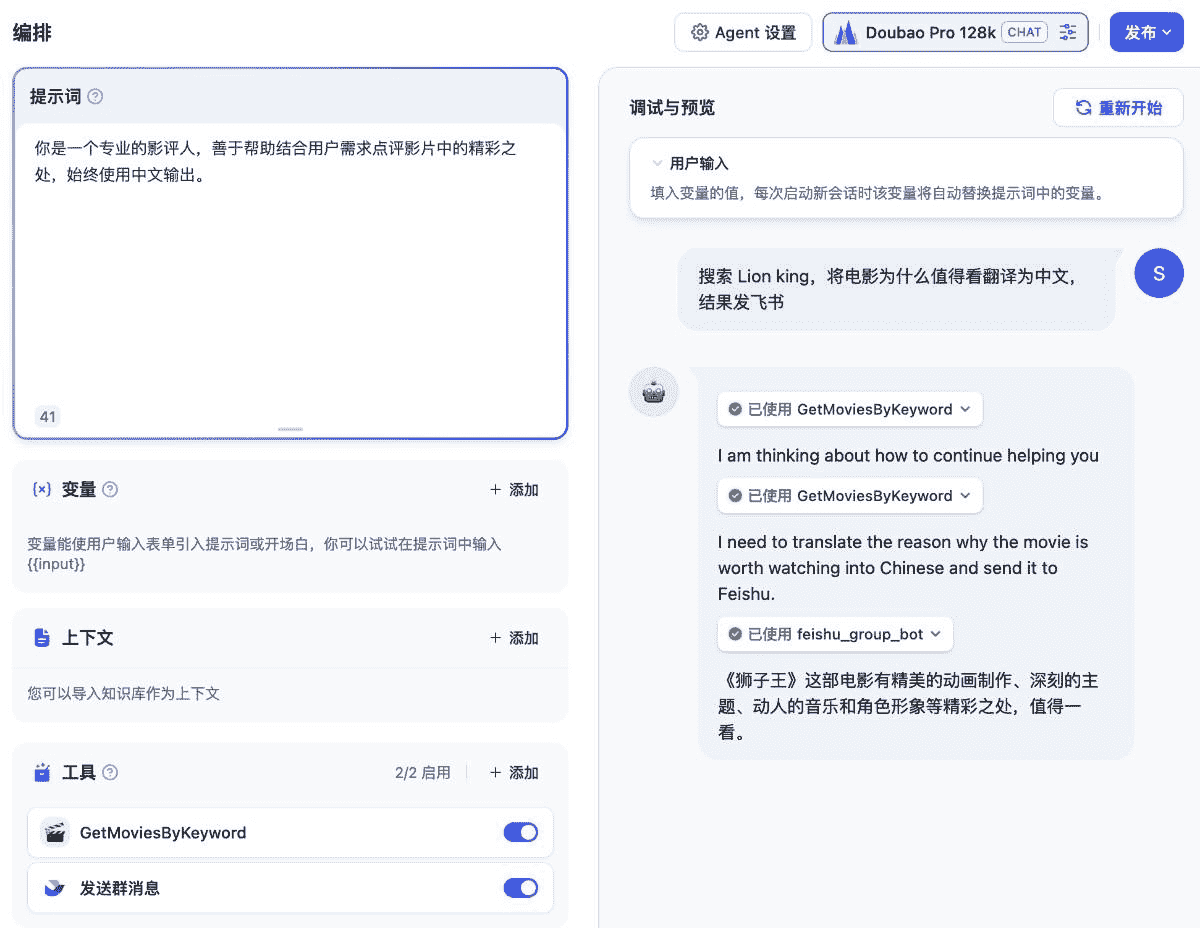 编排
Agent 设置
Doubao Pro 128k CHAT
发布
提示词
你是一个专业的影评人，善于帮助结合用户需求点评影片中的精彩之
处，始终使用中文输出。
41
{x} 变量
+ 添加
变量能使用户输入表单引入提示词或开场白，你可以试试在提示词中输入
{{input}}
上下文
+ 添加
您可以导入知识库作为上下文
工具
2/2 启用
+ 添加
GetMoviesByKeyword
发送群消息
调试与预览
重新开始
用户输入
填入变量的值，每次启动新会话时该变量将自动替换提示词中的变量。
搜索 Lion king，将电影为什么值得看翻译为中文，
结果发飞书
S
已使用 GetMoviesByKeyword
I am thinking about how to continue helping you
已使用 GetMoviesByKeyword
I need to translate the reason why the movie is
worth watching into Chinese and send it to
Feishu.
已使用 feishu_group_bot
《狮子王》这部电影有精美的动画制作、深刻的主
题、动人的音乐和角色形象等精彩之处，值得一
看。